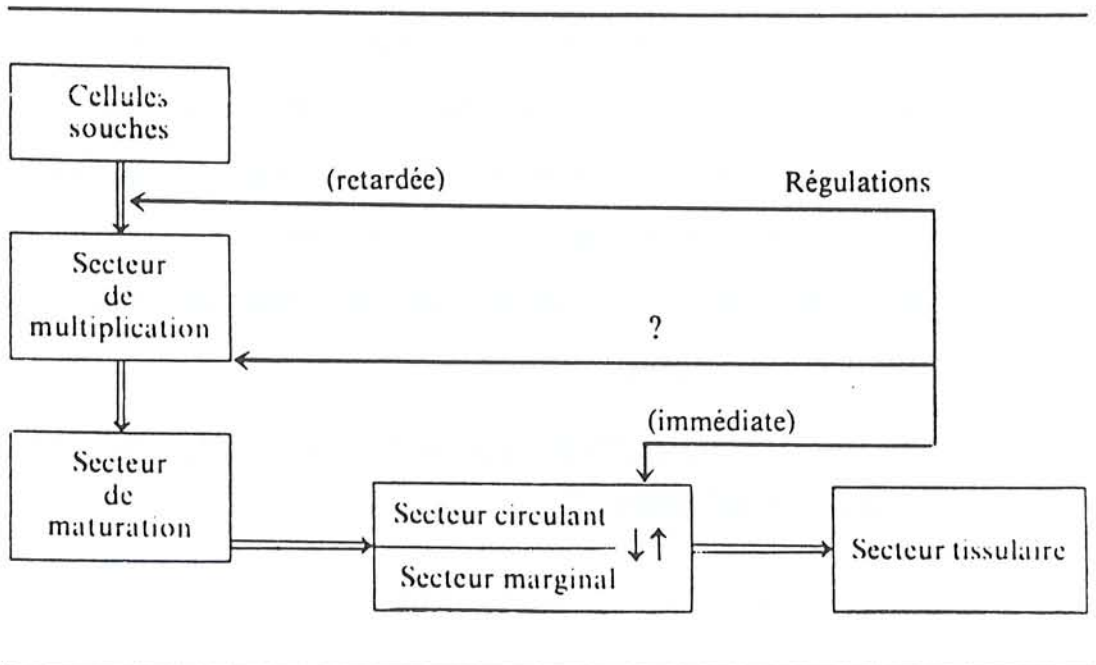 Cellules
souches
(retardée)
Régulations
Secteur
de
multiplication
?
(immédiate)
Secteur
de
maturation
Secteur circulant
Secteur marginal
Secteur tissulaire